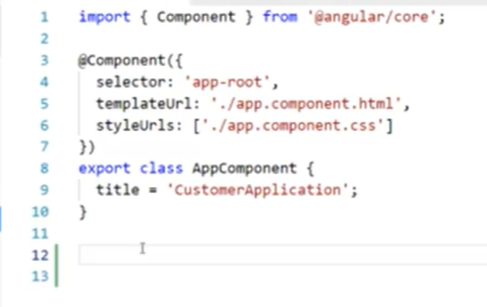 1 import { Component } from '@angular/core';
2
3 @Component({
4 selector: 'app-root',
5 templateUrl: './app.component.html',
6 styleUrls: ['./app.component.css']
7 })
8 export class AppComponent {
9 title = 'CustomerApplication';
10 }
11
12
13